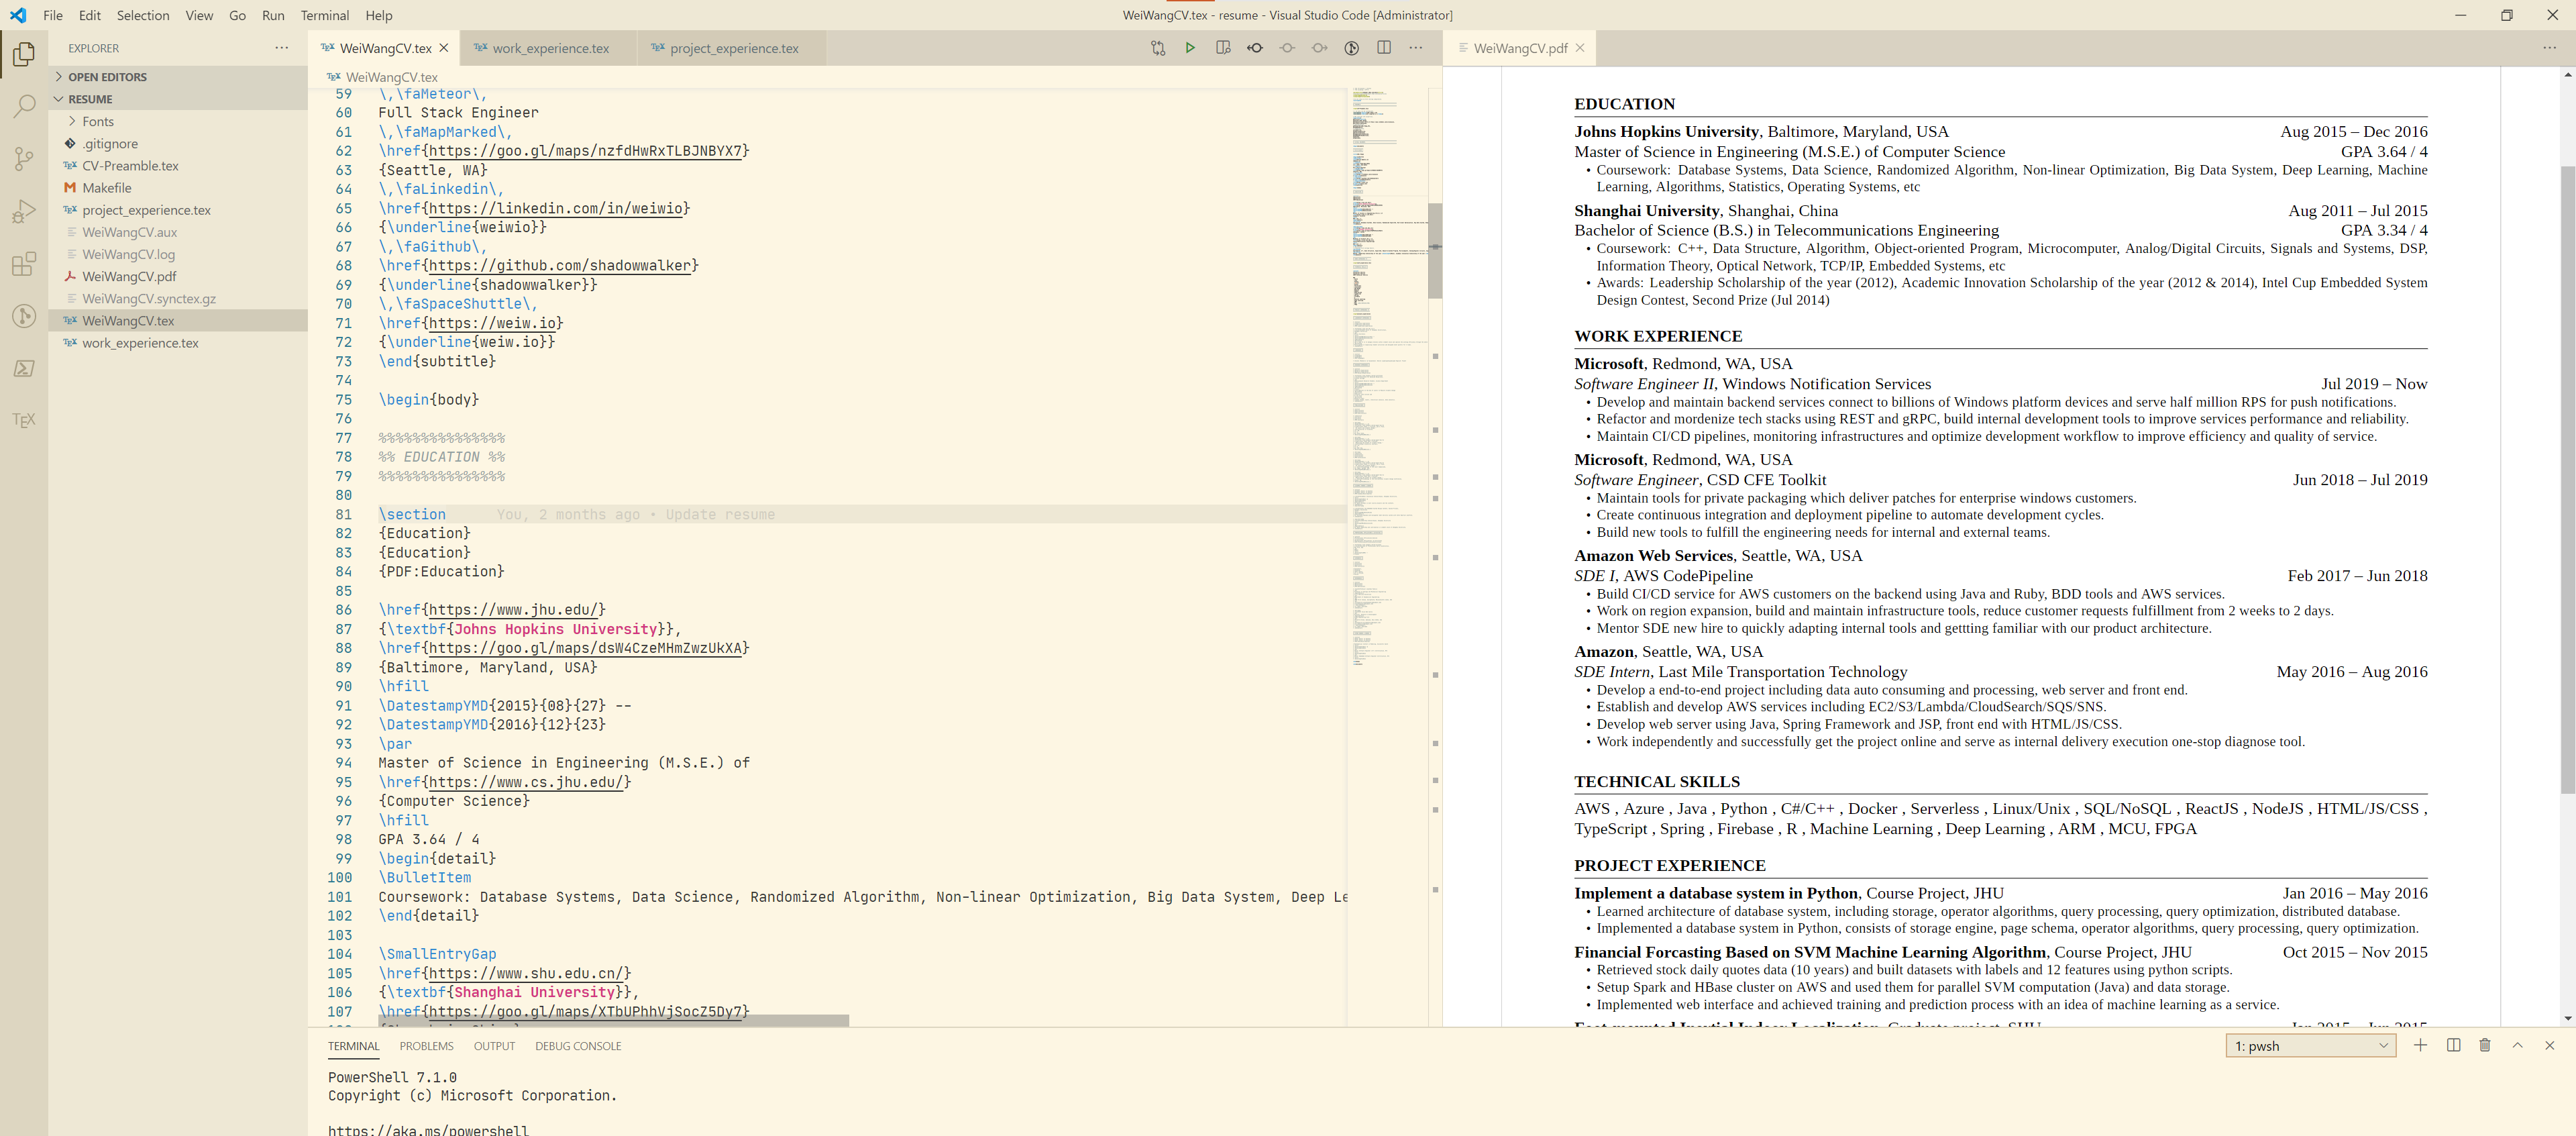 File Edit Selection View Go Run Terminal Help
WeiWangCV.tex - resume - Visual Studio Code [Administrator]
EXPLORER
OPEN EDITORS
RESUME
Fonts
.gitignore
CV-Preamble.tex
Makefile
project_experience.tex
WeiWangCV.aux
WeiWangCV.log
WeiWangCV.pdf
WeiWangCV.synctex.gz
WeiWangCV.tex
work_experience.tex
TEX
TEX WeiWangCV.tex
TEX work_experience.tex
TEX project_experience.tex
TEX WeiWangCV.tex
59 \,\faMeteor\,
60 Full Stack Engineer
61 \,\faMapMarked\,
62 \href{https://goo.gl/maps/nzfdHwRxTLBJNBYX7}
63 {Seattle, WA}
64 \,\faLinkedin\,
65 \href{https://linkedin.com/in/weiwio}
66 {\underline{weiwio}}
67 \,\faGithub\,
68 \href{https://github.com/shadowwalker}
69 {\underline{shadowwalker}}
70 \,\faSpaceShuttle\,
71 \href{https://weiw.io}
72 {\underline{weiw.io}}
73 \end{subtitle}
74
75 \begin{body}
76
77 %%%%%%%%%%%%%%%
78 %% EDUCATION %%
79 %%%%%%%%%%%%%%%
80
81 \section You, 2 months ago • Update resume
82 {Education}
83 {Education}
84 {PDF:Education}
85
86 \href{https://www.jhu.edu/}
87 {\textbf{Johns Hopkins University}},
88 \href{https://goo.gl/maps/dsW4CzeMHmZwzUkXA}
89 {Baltimore, Maryland, USA}
90 \hfill
91 \DatestampYMD{2015}{08}{27} --
92 \DatestampYMD{2016}{12}{23}
93 \par
94 Master of Science in Engineering (M.S.E.) of
95 \href{https://www.cs.jhu.edu/}
96 {Computer Science}
97 \hfill
98 GPA 3.64 / 4
99 \begin{detail}
100 \BulletItem
101 Coursework: Database Systems, Data Science, Randomized Algorithm, Non-linear Optimization, Big Data System, Deep Le
102 \end{detail}
103
104 \SmallEntryGap
105 \href{https://www.shu.edu.cn/}
106 {\textbf{Shanghai University}},
107 \href{https://goo.gl/maps/XTbUPhhVjSocZ5Dy7}
WeiWangCV.pdf
EDUCATION
Johns Hopkins University, Baltimore, Maryland, USA Aug 2015 – Dec 2016
Master of Science in Engineering (M.S.E.) of Computer Science GPA 3.64 / 4
• Coursework: Database Systems, Data Science, Randomized Algorithm, Non-linear Optimization, Big Data System, Deep Learning, Machine
Learning, Algorithms, Statistics, Operating Systems, etc
Shanghai University, Shanghai, China Aug 2011 – Jul 2015
Bachelor of Science (B.S.) in Telecommunications Engineering GPA 3.34 / 4
• Coursework: C++, Data Structure, Algorithm, Object-oriented Program, Microcomputer, Analog/Digital Circuits, Signals and Systems, DSP,
Information Theory, Optical Network, TCP/IP, Embedded Systems, etc
• Awards: Leadership Scholarship of the year (2012), Academic Innovation Scholarship of the year (2012 & 2014), Intel Cup Embedded System
Design Contest, Second Prize (Jul 2014)
WORK EXPERIENCE
Microsoft, Redmond, WA, USA
Software Engineer II, Windows Notification Services Jul 2019 – Now
• Develop and maintain backend services connect to billions of Windows platform devices and serve half million RPS for push notifications.
• Refactor and mordenize tech stacks using REST and gRPC, build internal development tools to improve services performance and reliability.
• Maintain CI/CD pipelines, monitoring infrastructures and optimize development workflow to improve efficiency and quality of service.
Microsoft, Redmond, WA, USA
Software Engineer, CSD CFE Toolkit Jun 2018 – Jul 2019
• Maintain tools for private packaging which deliver patches for enterprise windows customers.
• Create continuous integration and deployment pipeline to automate development cycles.
• Build new tools to fulfill the engineering needs for internal and external teams.
Amazon Web Services, Seattle, WA, USA
SDE I, AWS CodePipeline Feb 2017 – Jun 2018
• Build CI/CD service for AWS customers on the backend using Java and Ruby, BDD tools and AWS services.
• Work on region expansion, build and maintain infrastructure tools, reduce customer requests fulfillment from 2 weeks to 2 days.
• Mentor SDE new hire to quickly adapting internal tools and gettting familiar with our product architecture.
Amazon, Seattle, WA, USA
SDE Intern, Last Mile Transportation Technology May 2016 – Aug 2016
• Develop a end-to-end project including data auto consuming and processing, web server and front end.
• Establish and develop AWS services including EC2/S3/Lambda/CloudSearch/SQS/SNS.
• Develop web server using Java, Spring Framework and JSP, front end with HTML/JS/CSS.
• Work independently and successfully get the project online and serve as internal delivery execution one-stop diagnose tool.
TECHNICAL SKILLS
AWS , Azure , Java , Python , C#/C++ , Docker , Serverless , Linux/Unix , SQL/NoSQL , ReactJS , NodeJS , HTML/JS/CSS ,
TypeScript , Spring , Firebase , R , Machine Learning , Deep Learning , ARM , MCU, FPGA
PROJECT EXPERIENCE
Implement a database system in Python, Course Project, JHU Jan 2016 – May 2016
• Learned architecture of database system, including storage, operator algorithms, query processing, query optimization, distributed database.
• Implemented a database system in Python, consists of storage engine, page schema, operator algorithms, query processing, query optimization.
Financial Forcasting Based on SVM Machine Learning Algorithm, Course Project, JHU Oct 2015 – Nov 2015
• Retrieved stock daily quotes data (10 years) and built datasets with labels and 12 features using python scripts.
• Setup Spark and HBase cluster on AWS and used them for parallel SVM computation (Java) and data storage.
• Implemented web interface and achieved training and prediction process with an idea of machine learning as a service.
TERMINAL PROBLEMS OUTPUT DEBUG CONSOLE
1: pwsh
PowerShell 7.1.0
Copyright (c) Microsoft Corporation.
https://aka.ms/powershell